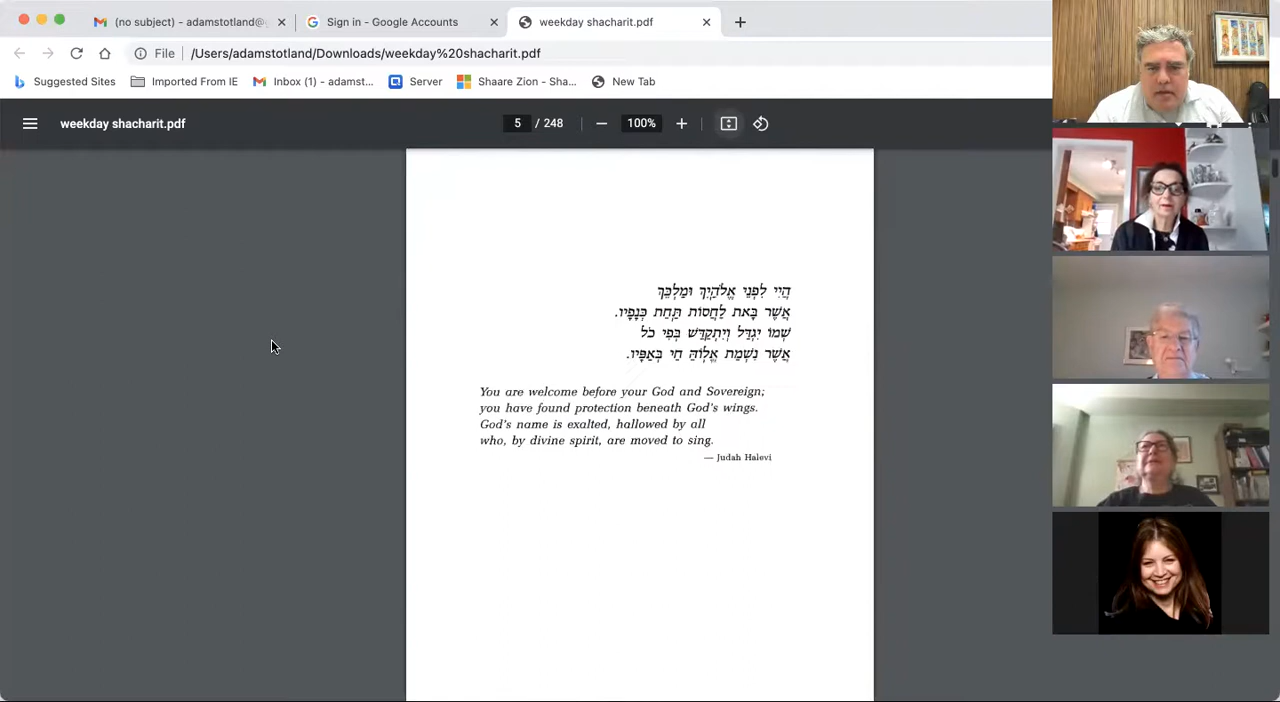 (no subject) - adamstotland@
Sign in - Google Accounts
weekday shacharit.pdf
File
/Users/adamstotland/Downloads/weekday%20shacharit.pdf
Suggested Sites
Imported From IE
Inbox (1) - adamst...
Server
Shaare Zion - Sha...
New Tab
weekday shacharit.pdf
5 / 248
100%
הֲיִי לִפְנֵי אֱלֹהַיִךְ וּמַלְכֵּךְ
אֲשֶׁר בָּאת לַחֲסוֹת תַּחַת כְּנָפָיו.
שְׁמוֹ יִגְדַּל וְיִתְקַדַּשׁ בְּפִי כֹל
אֲשֶׁר נִשְׁמַת אֱלֽוֹהַּ חַי בְּאַפָּיו.
You are welcome before your God and Sovereign;
you have found protection beneath God's wings.
God's name is exalted, hallowed by all
who, by divine spirit, are moved to sing.
— Judah Halevi